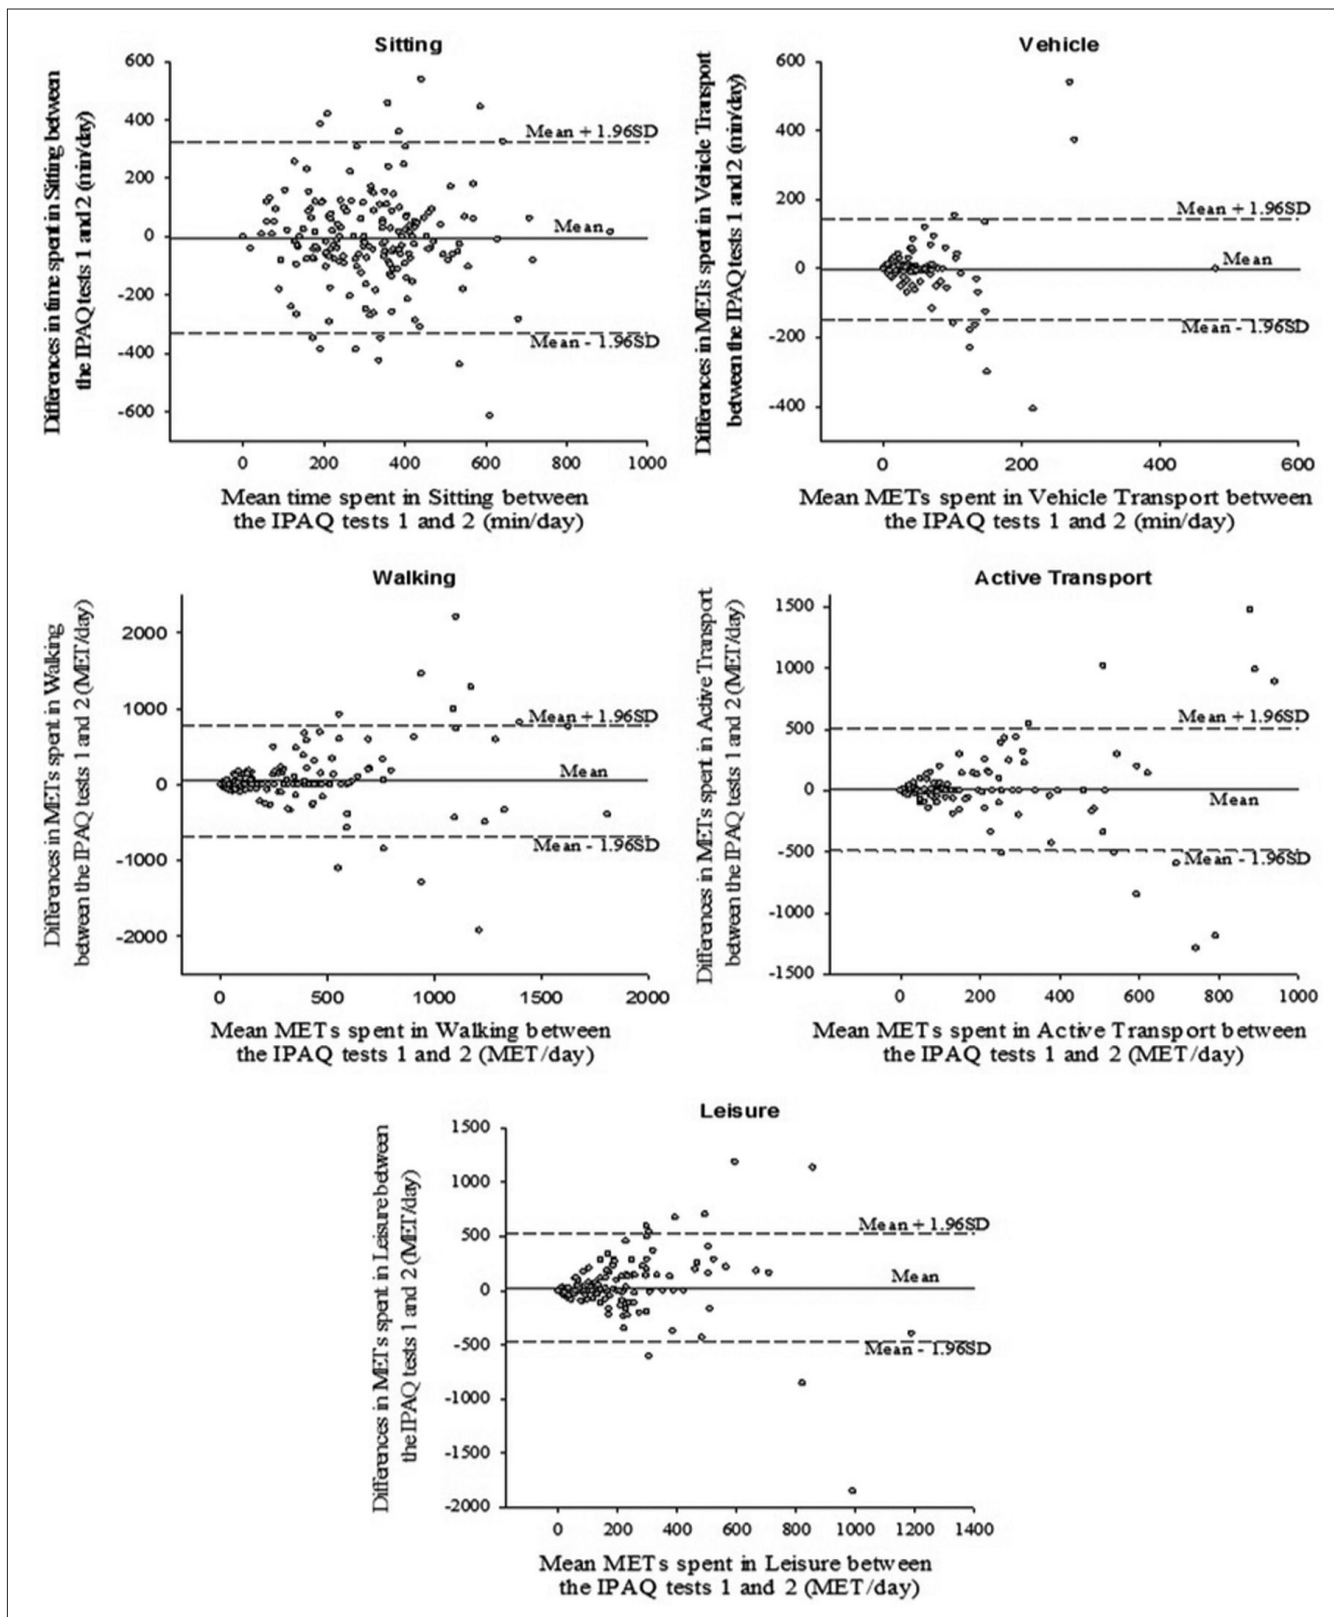 Sitting
Differences in time spent in Sitting between
the IPAQ tests 1 and 2 (min/day)
600
400
200
0
-200
-400
-600
Mean + 1.96SD
Mean
Mean - 1.96SD
0 200 400 600 800 1000
Mean time spent in Sitting between
the IPAQ tests 1 and 2 (min/day)
Vehicle
Differences in METs spent in Vehicle Transport
between the IPAQ tests 1 and 2 (min/day)
600
400
200
0
-200
-400
Mean + 1.96SD
Mean
Mean - 1.96SD
0 200 400 600
Mean METs spent in Vehicle Transport between
the IPAQ tests 1 and 2 (min/day)
Walking
Differences in METs spent in Walking
between the IPAQ tests 1 and 2 (MET/day)
2000
1000
0
-1000
-2000
Mean + 1.96SD
Mean
Mean - 1.96SD
0 500 1000 1500 2000
Mean METs spent in Walking between
the IPAQ tests 1 and 2 (MET/day)
Active Transport
Differences in METs spent in Active Transport
between the IPAQ tests 1 and 2 (MET/day)
1500
1000
500
0
-500
-1000
-1500
Mean + 1.96SD
Mean
Mean - 1.96SD
0 200 400 600 800 1000
Mean METs spent in Active Transport between
the IPAQ tests 1 and 2 (MET/day)
Leisure
Differences in METs spent in Leisure between
the IPAQ tests 1 and 2 (MET/day)
1500
1000
500
0
-500
-1000
-1500
-2000
Mean + 1.96SD
Mean
Mean - 1.96SD
0 200 400 600 800 1000 1200 1400
Mean METs spent in Leisure between
the IPAQ tests 1 and 2 (MET/day)